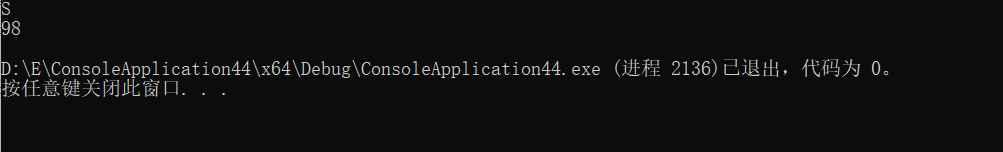 S
98
D:\E\ConsoleApplication44\x64\Debug\ConsoleApplication44.exe (进程 2136)已退出，代码为 0。
按任意键关闭此窗口. . .